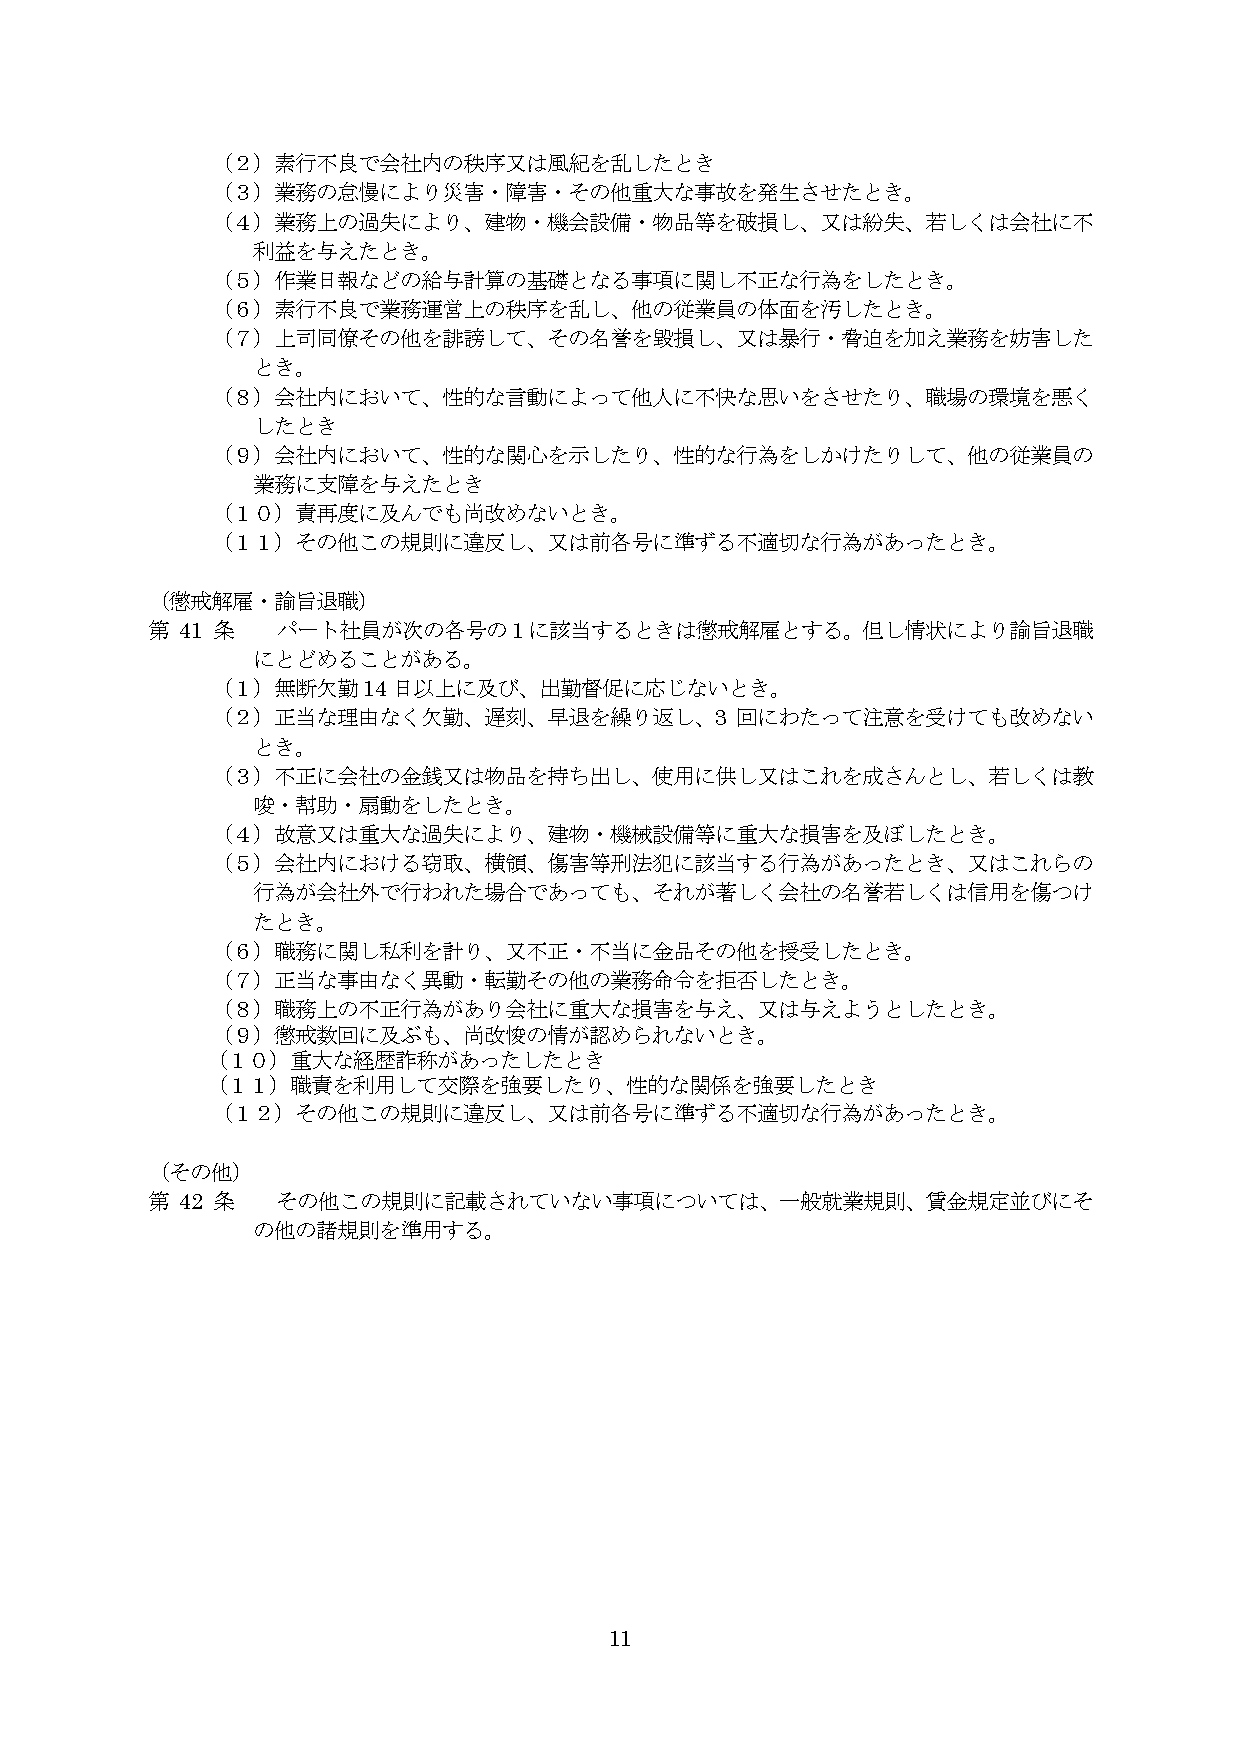 （２）素行不良で会社内の秩序又は風紀を乱したとき
（３）業務の怠慢により災害・障害・その他重大な事故を発生させたとき。
（４）業務上の過失により、建物・機会設備・物品等を破損し、又は紛失、若しくは会社に不
利益を与えたとき。
（５）作業日報などの給与計算の基礎となる事項に関し不正な行為をしたとき。
（６）素行不良で業務運営上の秩序を乱し、他の従業員の体面を汚したとき。
（７）上司同僚その他を誹謗して、その名誉を毀損し、又は暴行・脅迫を加え業務を妨害した
とき。
（８）会社内において、性的な言動によって他人に不快な思いをさせたり、職場の環境を悪く
したとき
（９）会社内において、性的な関心を示したり、性的な行為をしかけたりして、他の従業員の
業務に支障を与えたとき
（１０）責再度に及んでも尚改めないとき。
（１１）その他この規則に違反し、又は前各号に準ずる不適切な行為があったとき。
（懲戒解雇・諭旨退職）
第 41 条　　パート社員が次の各号の１に該当するときは懲戒解雇とする。但し情状により諭旨退職
にとどめることがある。
（１）無断欠勤 14 日以上に及び、出勤督促に応じないとき。
（２）正当な理由なく欠勤、遅刻、早退を繰り返し、3 回にわたって注意を受けても改めない
とき。
（３）不正に会社の金銭又は物品を持ち出し、使用に供し又はこれを成さんとし、若しくは教
唆・幇助・扇動をしたとき。
（４）故意又は重大な過失により、建物・機械設備等に重大な損害を及ぼしたとき。
（５）会社内における窃取、横領、傷害等刑法犯に該当する行為があったとき、又はこれらの
行為が会社外で行われた場合であっても、それが著しく会社の名誉若しくは信用を傷つけ
たとき。
（６）職務に関し私利を計り、又不正・不当に金品その他を授受したとき。
（７）正当な事由なく異動・転勤その他の業務命令を拒否したとき。
（８）職務上の不正行為があり会社に重大な損害を与え、又は与えようとしたとき。
（９）懲戒数回に及ぶも、尚改悛の情が認められないとき。
（１０）重大な経歴詐称があったしたとき
（１１）職責を利用して交際を強要したり、性的な関係を強要したとき
（１２）その他この規則に違反し、又は前各号に準ずる不適切な行為があったとき。
（その他）
第 42 条　　その他この規則に記載されていない事項については、一般就業規則、賃金規定並びにそ
の他の諸規則を準用する。
11